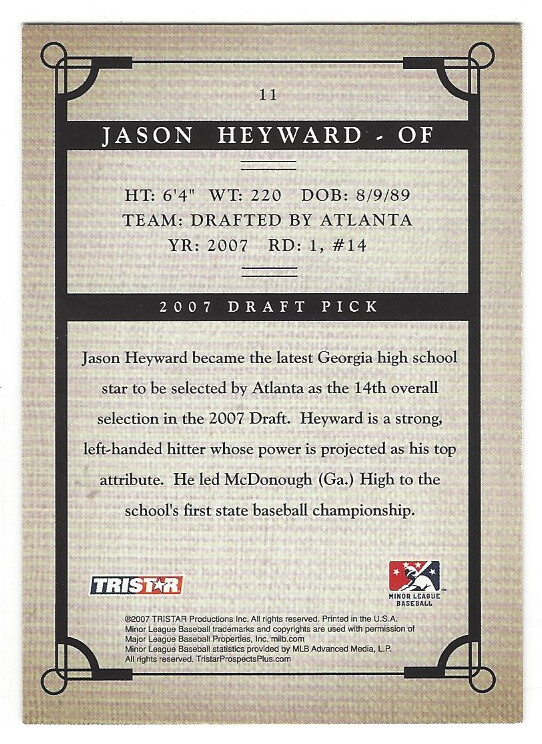 11
JASON HEYWARD - OF
HT: 6'4" WT: 220 DOB: 8/9/89
TEAM: DRAFTED BY ATLANTA
YR: 2007 RD: 1, #14
2007 DRAFT PICK
Jason Heyward became the latest Georgia high school
star to be selected by Atlanta as the 14th overall
selection in the 2007 Draft. Heyward is a strong,
left-handed hitter whose power is projected as his top
attribute. He led McDonough (Ga.) High to the
school's first state baseball championship.
TRISTAR
MINOR LEAGUE
BASEBALL
©2007 TRISTAR Productions Inc. All rights reserved. Printed in the U.S.A.
Minor League Baseball trademarks and copyrights are used with permission of
Major League Baseball Properties, Inc. milb.com
Minor League Baseball statistics provided by MLB Advanced Media, L.P.
All rights reserved. TristarProspectsPlus.com